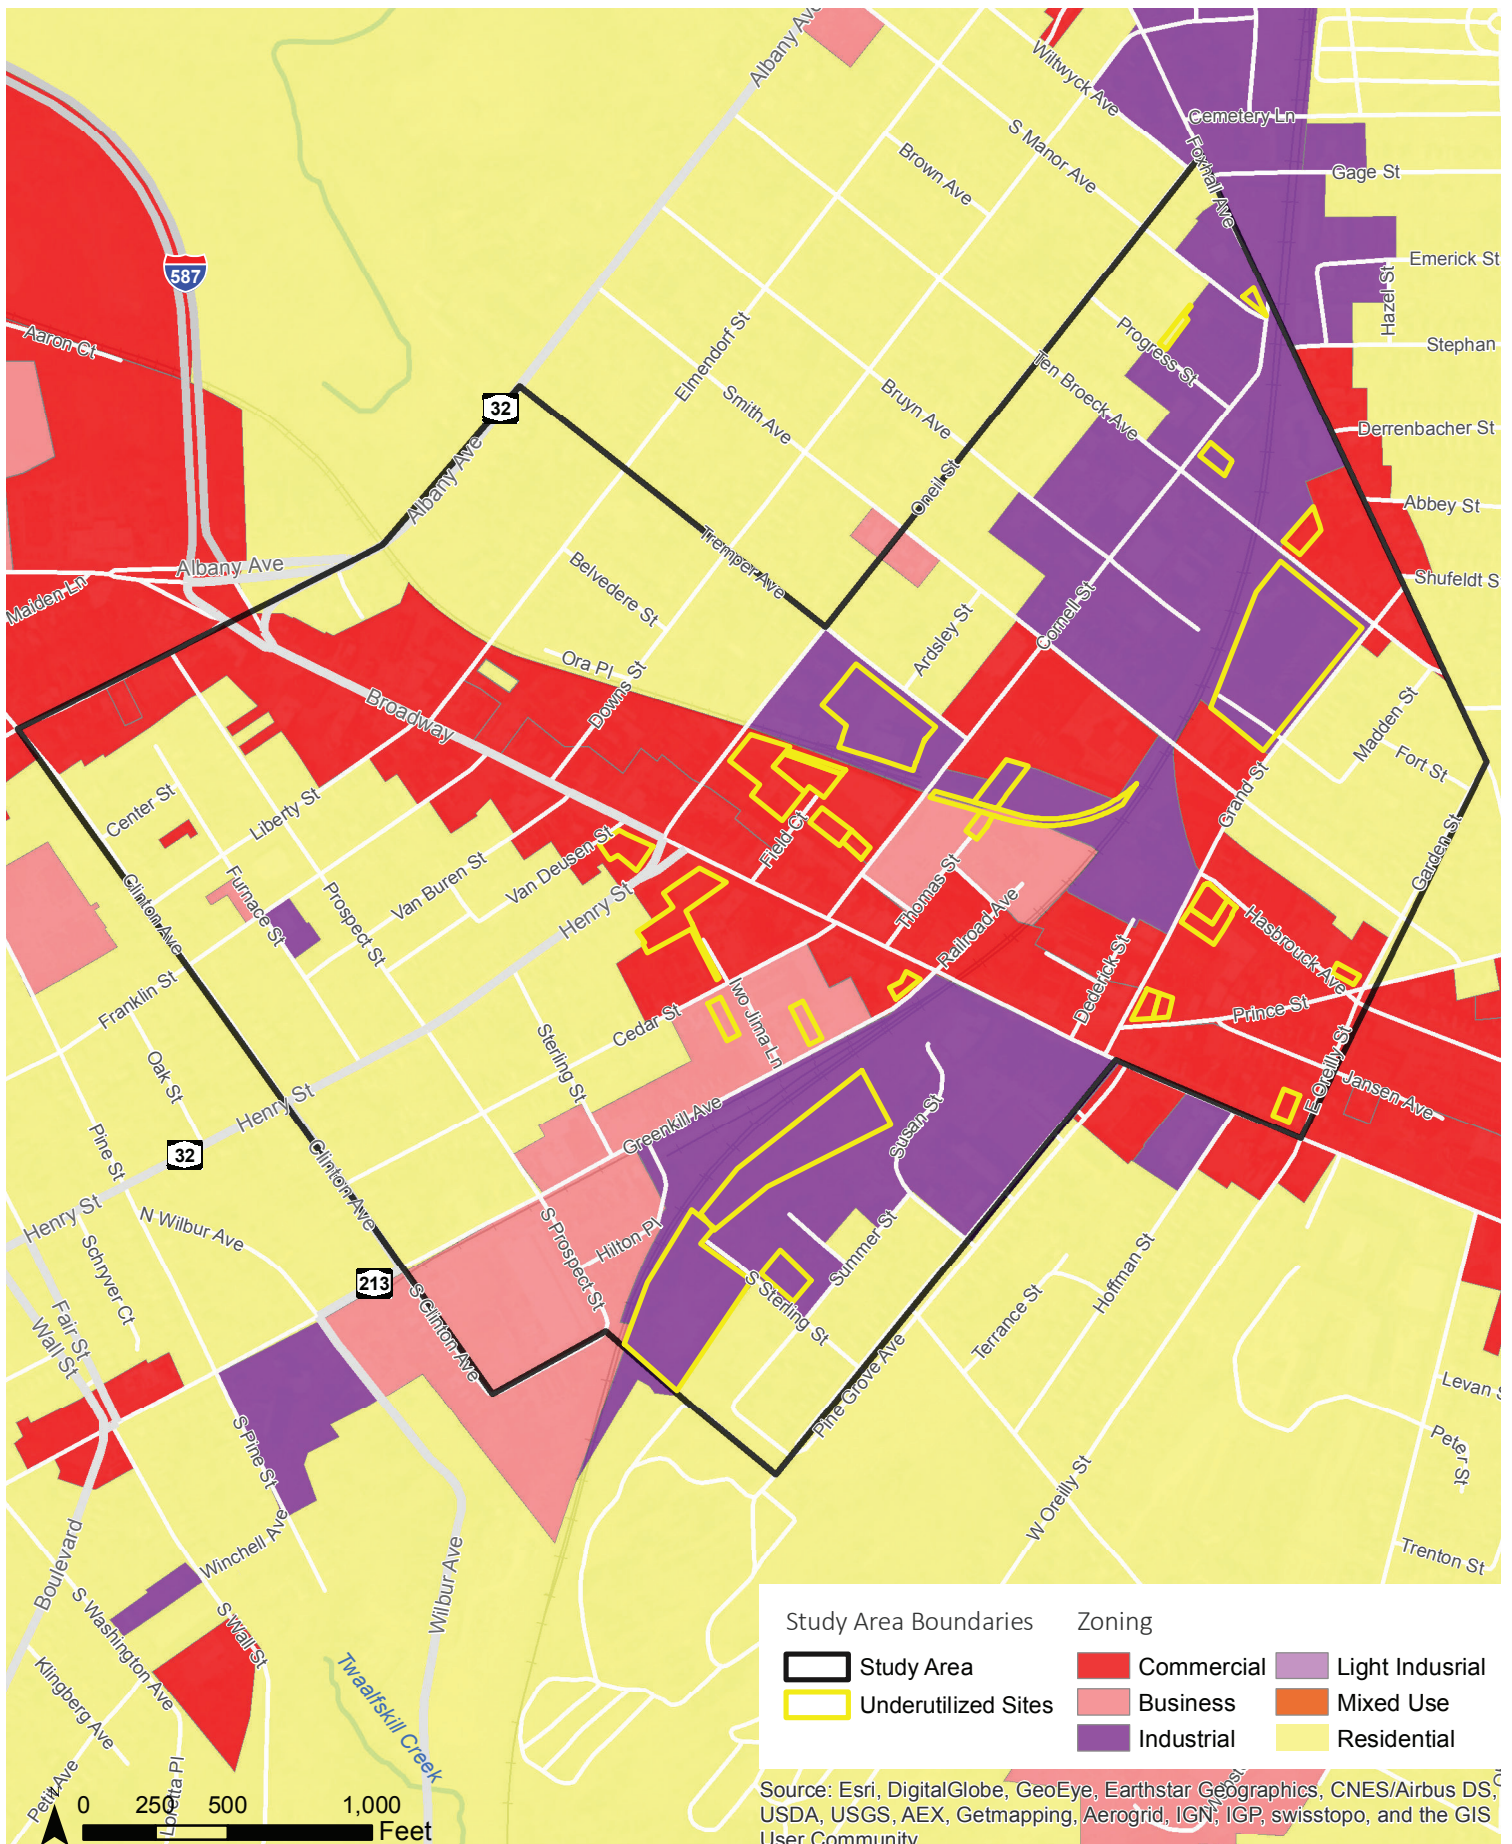 Albany Ave
Wiltwyck Ave
Cemetery Ln
S Manor Ave
Foxhall Ave
Brown Ave
Gage St
587
Emerick St
Hazel St
Aaron Ct
Elmendorf St
Progress St
Stephan
Ten Broeck Ave
32
Smith Ave
Bruyn Ave
Derrenbacher St
Albany Ave
Oneil St
Abbey St
Tremper Ave
Albany Ave
Maiden Ln
Belvedere St
Shufeldt S
Ardsley St
Cornell St
Ora Pl
Downs St
Broadway
Madden St
Fort St
Center St
Liberty St
Grand St
Field Ct
Van Deusen St
Garden St
Clinton Ave
Furnace St
Prospect St
Van Buren St
Henry St
Thomas St
Railroad Ave
Hasbrouck Ave
Franklin St
Iwo Jima Ln
Dederick St
Prince St
Cedar St
Sterling St
Oak St
Henry St
E Oreilly St
Jansen Ave
Pine St
32
Greenkill Ave
Susan St
Clinton Ave
Henry St
N Wilbur Ave
S Prospect St
Hilton Pl
Summer St
Schryver Ct
213
S Sterling St
Hoffman St
Fair St
Wall St
S Clinton Ave
Terrance St
Pine Grove Ave
Levan S
S Pine St
Peter St
W Oreilly St
Winchell Ave
Boulevard
Wilbur Ave
Trenton St
S Washington Ave
S Wall St
Klingberg Ave
Twaalfskill Creek
Petit Ave
Loretta Pl
Study Area Boundaries
Study Area
Underutilized Sites
Zoning
Commercial
Business
Industrial
Light Indusrial
Mixed Use
Residential
0 250 500 1,000
Feet
Source: Esri, DigitalGlobe, GeoEye, Earthstar Geographics, CNES/Airbus DS,
USDA, USGS, AEX, Getmapping, Aerogrid, IGN, IGP, swisstopo, and the GIS
User Community